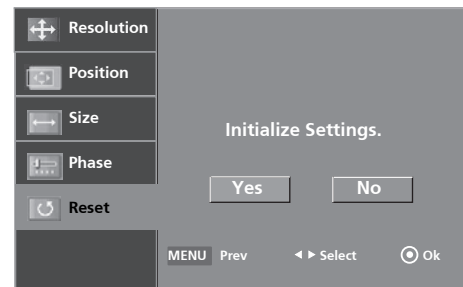 Resolution
Position
Size
Phase
Reset
Initialize Settings.
Yes No
MENU Prev ◄ ► Select Ok